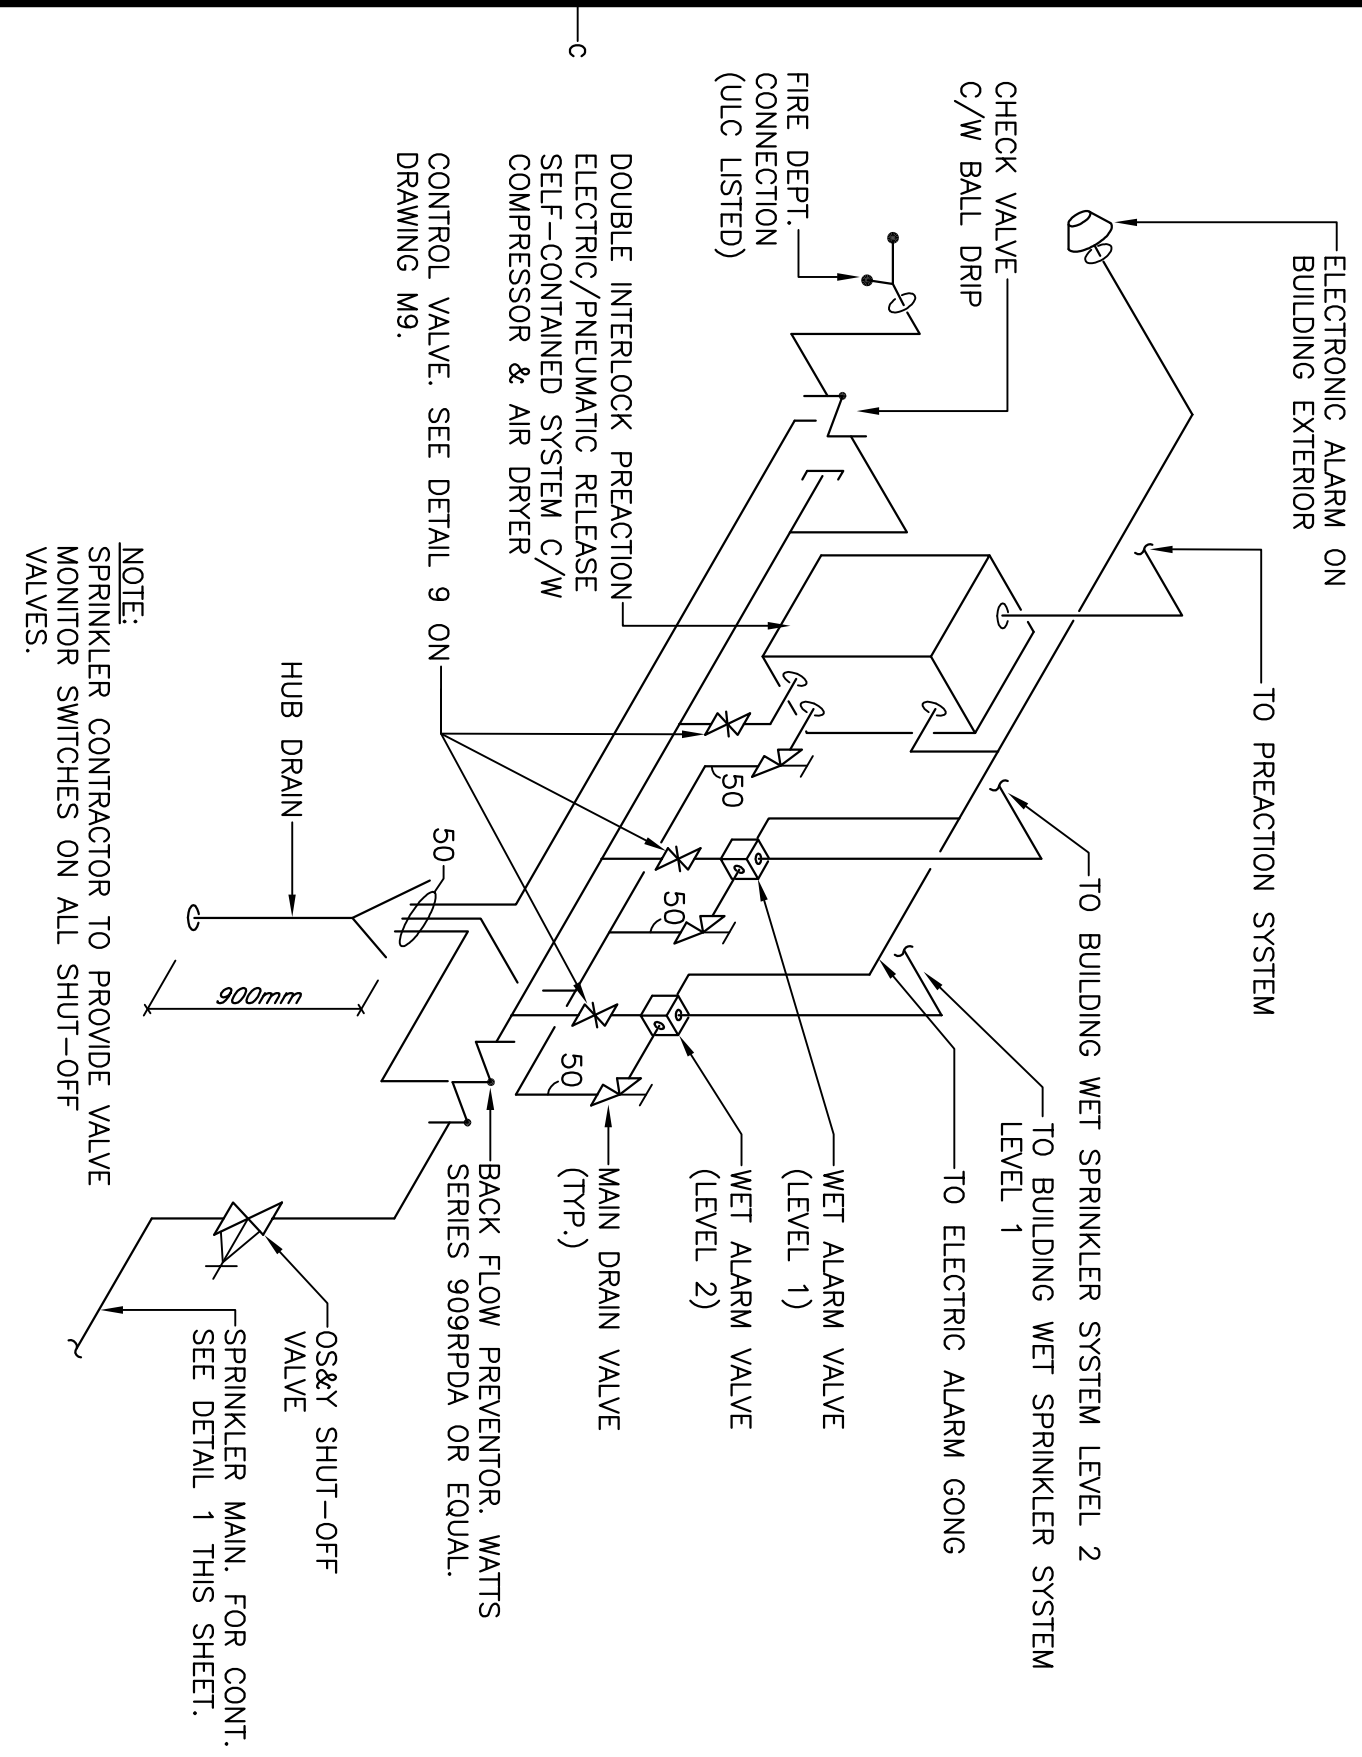 C
ELECTRONIC ALARM ON
BUILDING EXTERIOR
TO PREACTION SYSTEM
CHECK VALVE
C/W BALL DRIP
FIRE DEPT.
CONNECTION
(ULC LISTED)
TO BUILDING WET SPRINKLER SYSTEM LEVEL 2
TO BUILDING WET SPRINKLER SYSTEM
LEVEL 1
TO ELECTRIC ALARM GONG
WET ALARM VALVE
(LEVEL 1)
WET ALARM VALVE
(LEVEL 2)
DOUBLE INTERLOCK PREACTION
ELECTRIC/PNEUMATIC RELEASE
SELF-CONTAINED SYSTEM C/W
COMPRESSOR & AIR DRYER
50
50
50
MAIN DRAIN VALVE
(TYP.)
CONTROL VALVE. SEE DETAIL 9 ON
DRAWING M9.
50
BACK FLOW PREVENTOR. WATTS
SERIES 909RPDA OR EQUAL.
HUB DRAIN
900mm
OS&Y SHUT-OFF
VALVE
SPRINKLER MAIN. FOR CONT.
SEE DETAIL 1 THIS SHEET.
NOTE:
SPRINKLER CONTRACTOR TO PROVIDE VALVE
MONITOR SWITCHES ON ALL SHUT-OFF
VALVES.